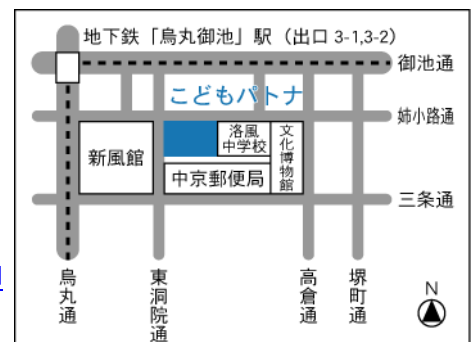 地下鉄「烏丸御池」駅（出口 3-1,3-2）
御池通
こどもパトナ
姉小路通
新風館
洛風
中学校
文化博物館
中京郵便局
三条通
烏丸通
東洞院通
高倉通
堺町通
N